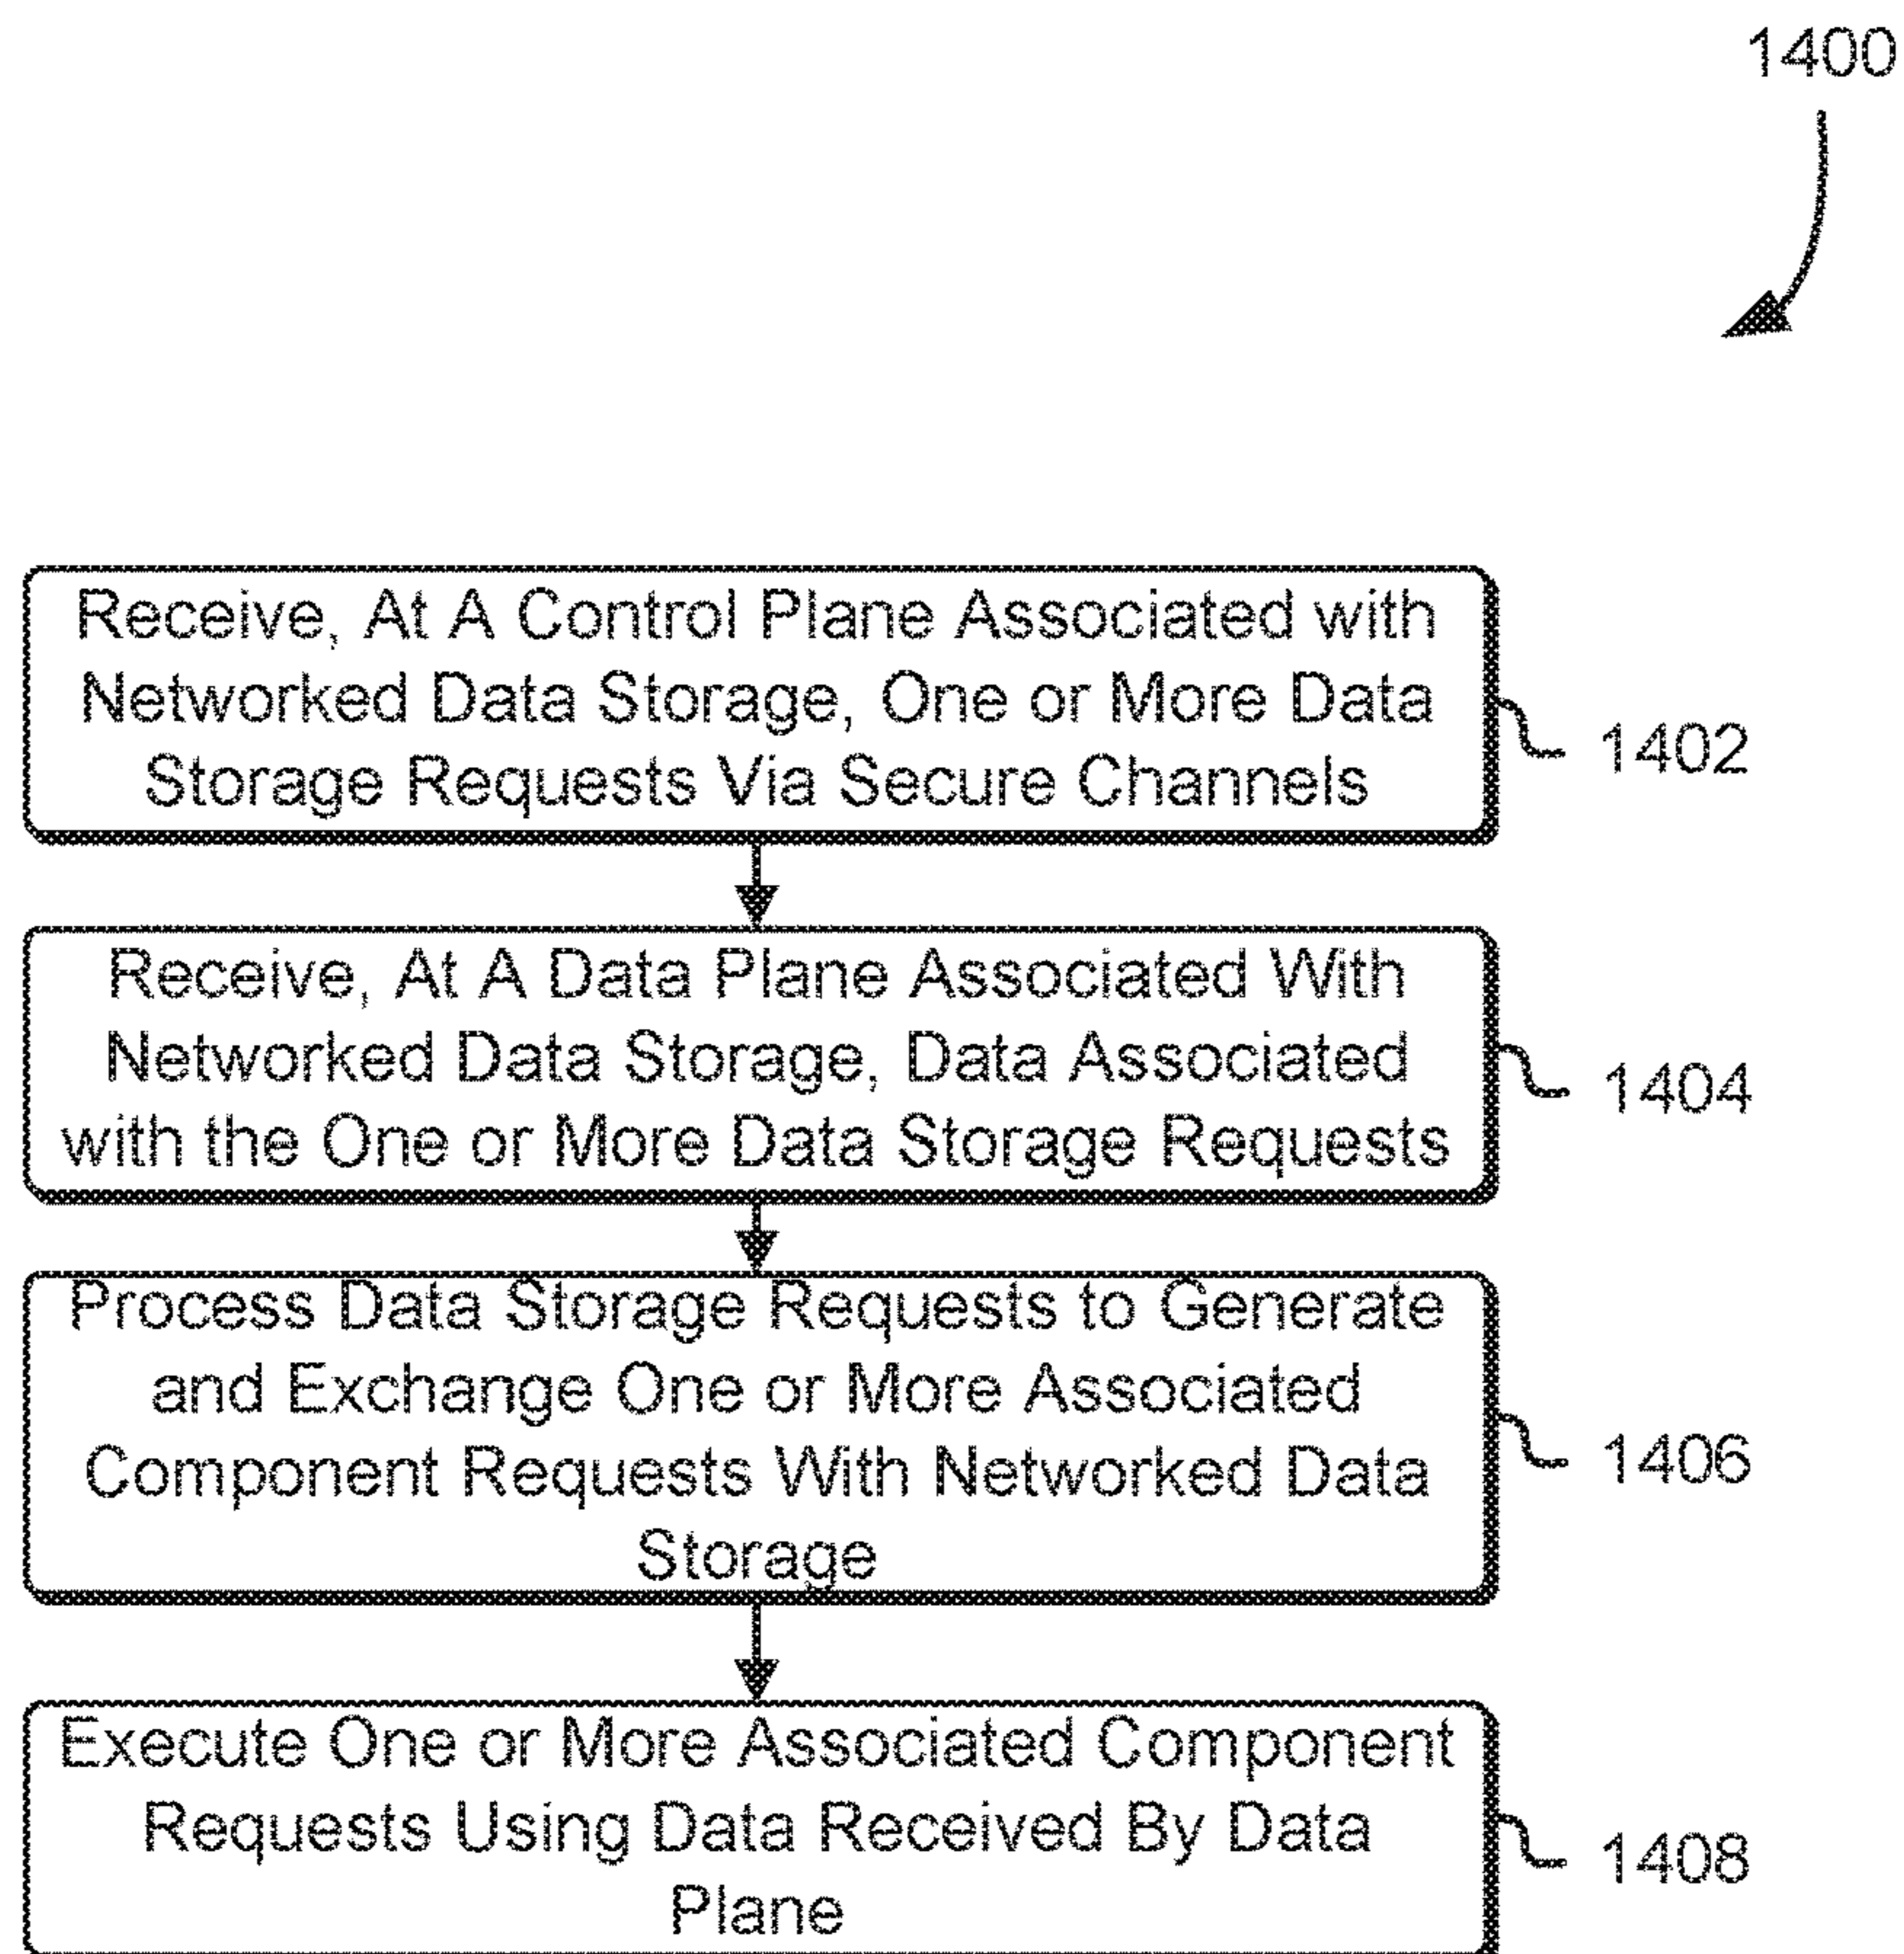 1400
Receive, At A Control Plane Associated with
Networked Data Storage, One or More Data
Storage Requests Via Secure Channels
1402
Receive, At A Data Plane Associated With
Networked Data Storage, Data Associated
with the One or More Data Storage Requests
1404
Process Data Storage Requests to Generate
and Exchange One or More Associated
Component Requests With Networked Data
Storage
1406
Execute One or More Associated Component
Requests Using Data Received By Data
Plane
1408